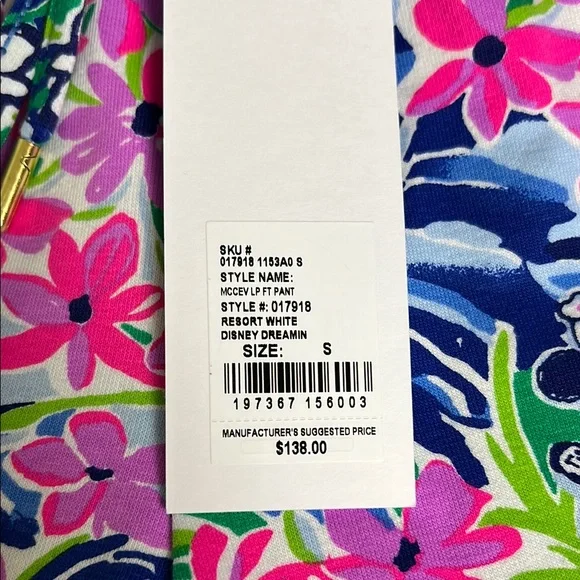 SKU #
017918 1153A0 S
STYLE NAME:
MCCEV LP FT PANT
STYLE #: 017918
RESORT WHITE
DISNEY DREAMIN
SIZE: S
197367 156003
MANUFACTURER'S SUGGESTED PRICE
$138.00